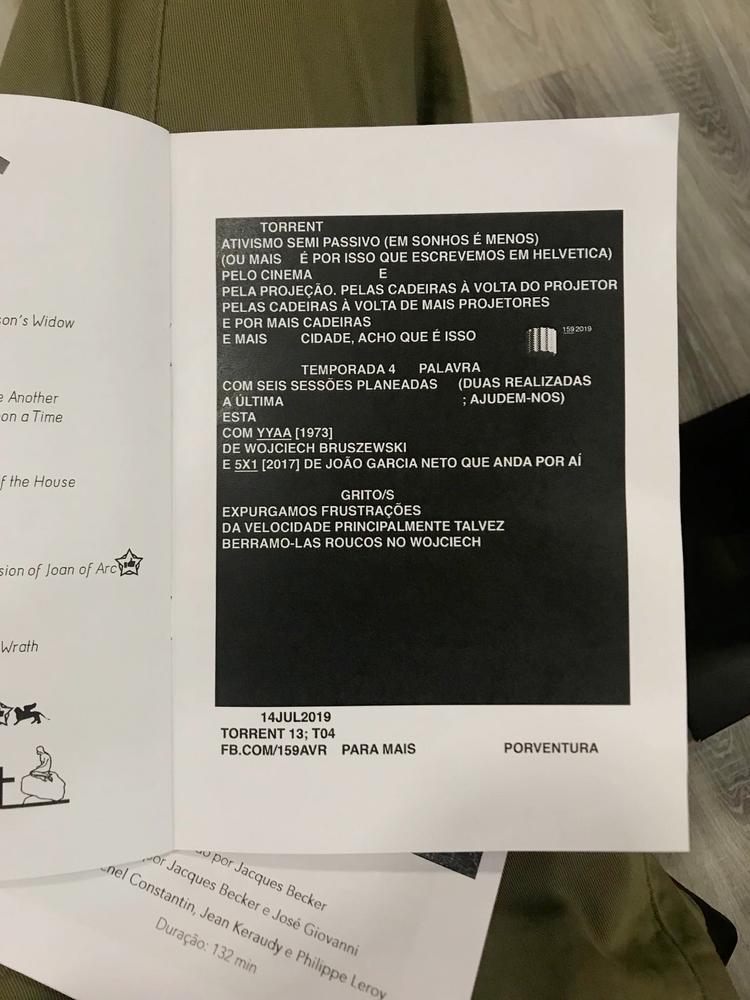 son's Widow
Another
on a Time
of the House
sion of Joan of Arc
Wrath
TORRENT
ATIVISMO SEMI PASSIVO (EM SONHOS É MENOS)
(OU MAIS É POR ISSO QUE ESCREVEMOS EM HELVETICA)
PELO CINEMA E
PELA PROJEÇÃO. PELAS CADEIRAS À VOLTA DO PROJETOR
PELAS CADEIRAS À VOLTA DE MAIS PROJETORES
E POR MAIS CADEIRAS
E MAIS CIDADE, ACHO QUE É ISSO
159 2019
TEMPORADA 4 PALAVRA
COM SEIS SESSÕES PLANEADAS (DUAS REALIZADAS
A ÚLTIMA ; AJUDEM-NOS)
ESTA
COM YYAA [1973]
DE WOJCIECH BRUSZEWSKI
E 5X1 [2017] DE JOÃO GARCIA NETO QUE ANDA POR AÍ
GRITO/S
EXPURGAMOS FRUSTRAÇÕES
DA VELOCIDADE PRINCIPALMENTE TALVEZ
BERRAMO-LAS ROUCOS NO WOJCIECH
14JUL2019
TORRENT 13; T04
FB.COM/159AVR PARA MAIS PORVENTURA
por Jacques Becker
por Jacques Becker e José Giovanni
Constantin, Jean Keraudy e Philippe Leroy
Duração: 132 min